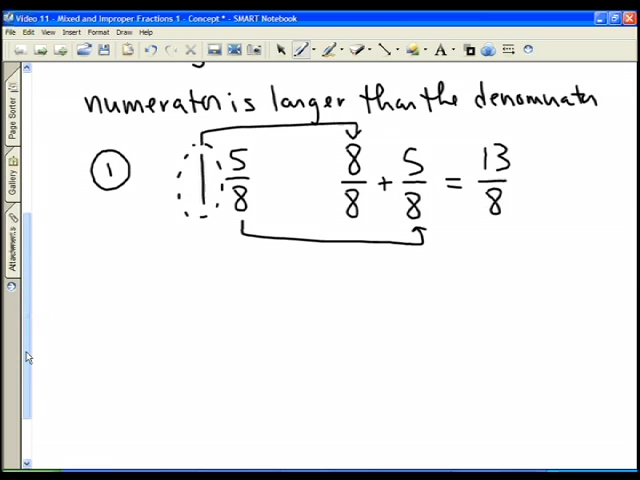 Video 11 - Mixed and Improper Fractions 1 - Concept * - SMART Notebook
File Edit View Insert Format Draw Help
Page Sorter
Gallery
Attachments
numerator is larger than the denominator
① 1 5/8 8/8 + 5/8 = 13/8